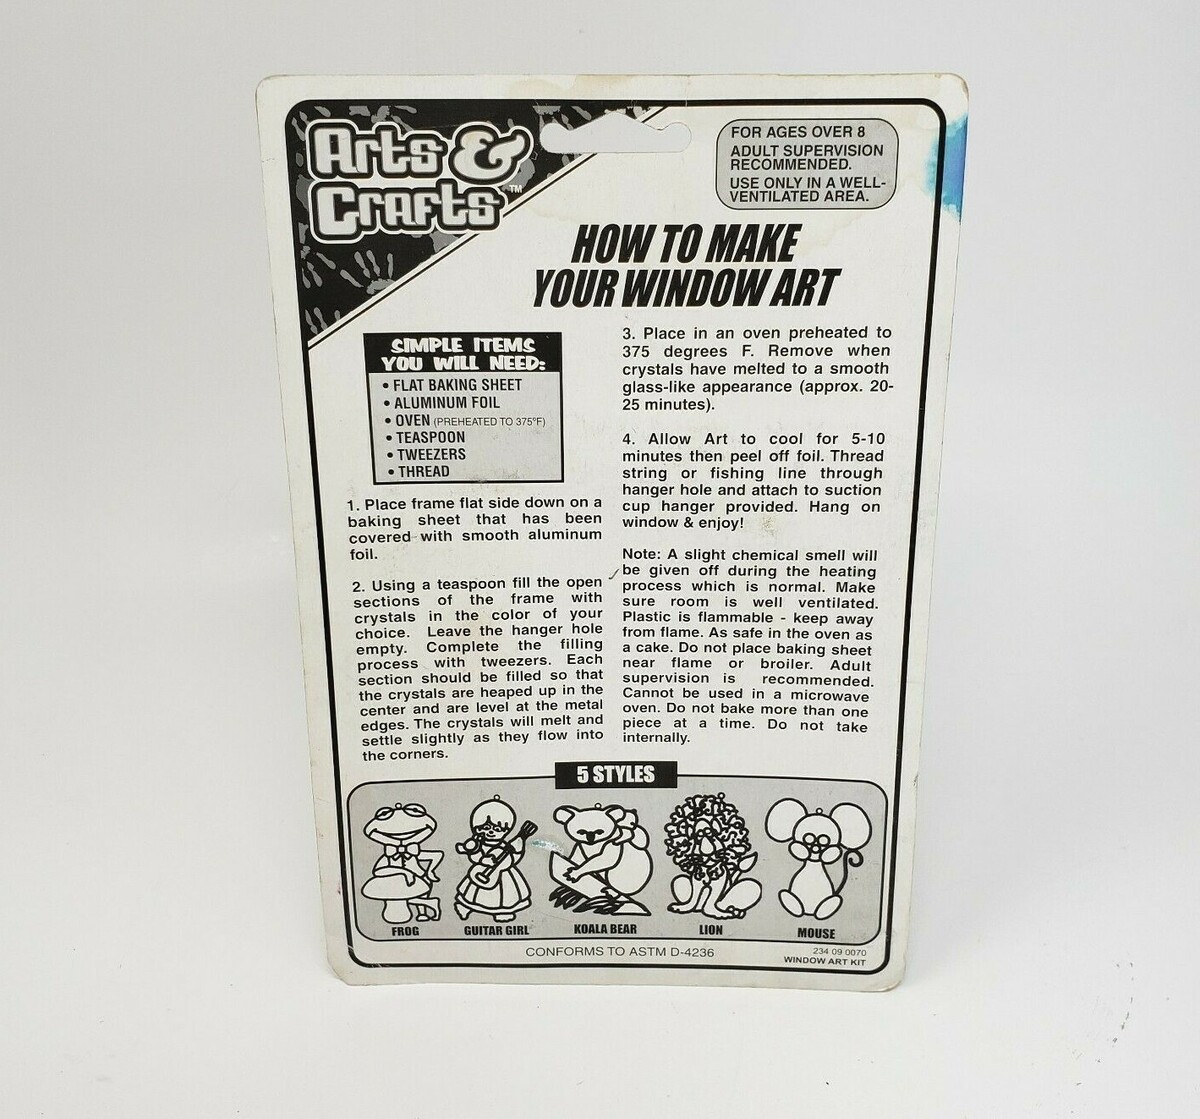 Arts &
Crafts™
FOR AGES OVER 8
ADULT SUPERVISION
RECOMMENDED.
USE ONLY IN A WELL-
VENTILATED AREA.
HOW TO MAKE
YOUR WINDOW ART
SIMPLE ITEMS
YOU WILL NEED:
• FLAT BAKING SHEET
• ALUMINUM FOIL
• OVEN (PREHEATED TO 375°F)
• TEASPOON
• TWEEZERS
• THREAD
1. Place frame flat side down on a
baking sheet that has been
covered with smooth aluminum
foil.
2. Using a teaspoon fill the open
sections of the frame with
crystals in the color of your
choice. Leave the hanger hole
empty. Complete the filling
process with tweezers. Each
section should be filled so that
the crystals are heaped up in the
center and are level at the metal
edges. The crystals will melt and
settle slightly as they flow into
the corners.
3. Place in an oven preheated to
375 degrees F. Remove when
crystals have melted to a smooth
glass-like appearance (approx. 20-
25 minutes).
4. Allow Art to cool for 5-10
minutes then peel off foil. Thread
string or fishing line through
hanger hole and attach to suction
cup hanger provided. Hang on
window & enjoy!
Note: A slight chemical smell will
be given off during the heating
process which is normal. Make
sure room is well ventilated.
Plastic is flammable - keep away
from flame. As safe in the oven as
a cake. Do not place baking sheet
near flame or broiler. Adult
supervision is recommended.
Cannot be used in a microwave
oven. Do not bake more than one
piece at a time. Do not take
internally.
5 STYLES
FROG
GUITAR GIRL
KOALA BEAR
LION
MOUSE
CONFORMS TO ASTM D-4236
234 09 0070
WINDOW ART KIT